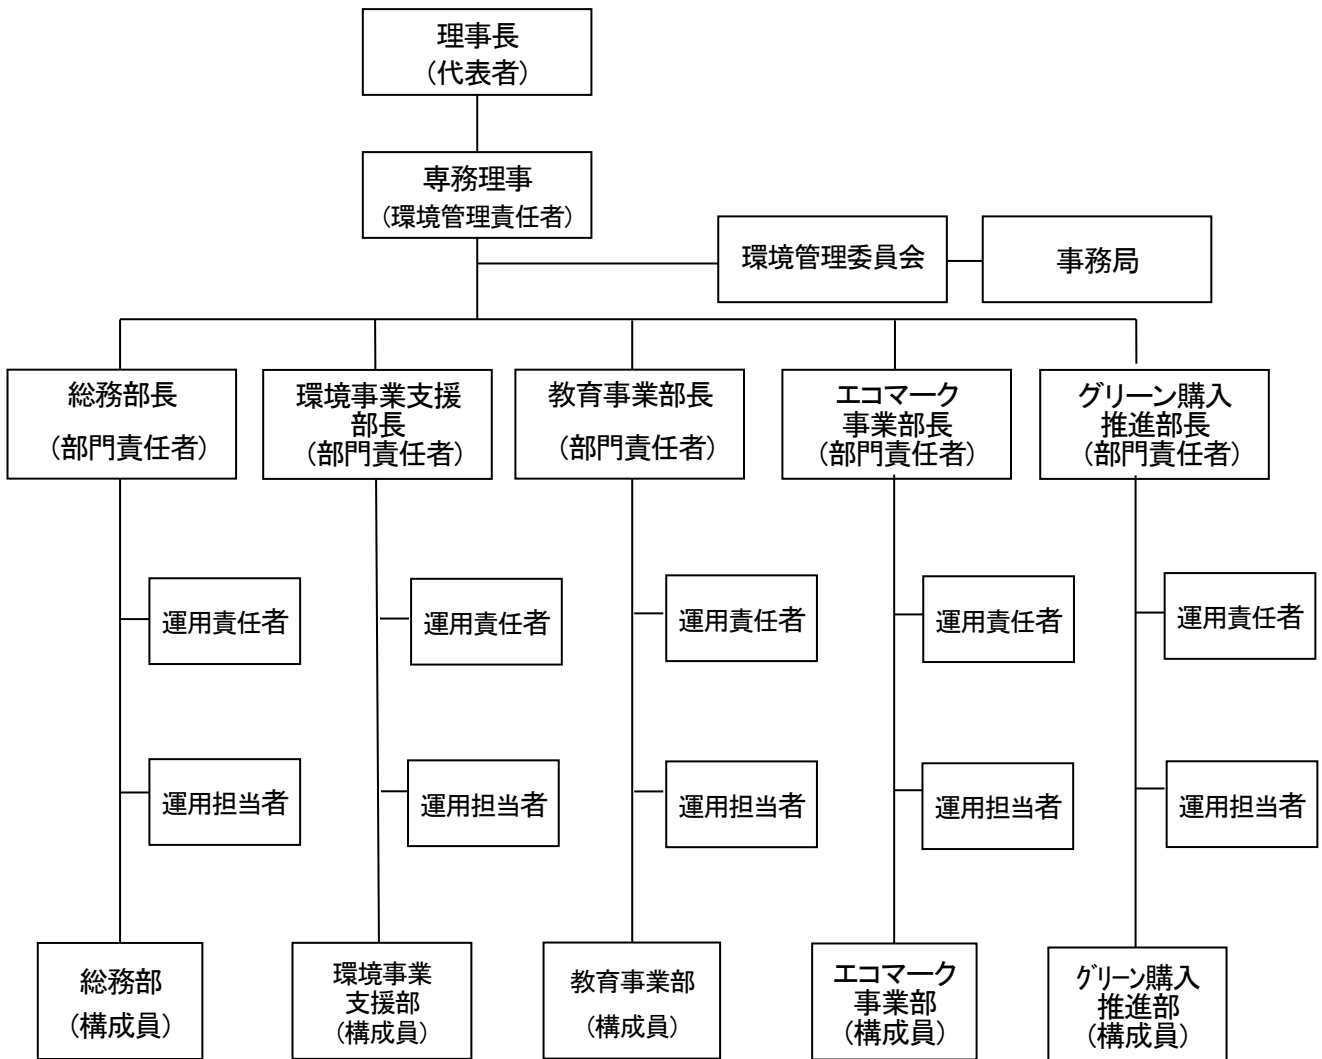 理事長
(代表者)
専務理事
(環境管理責任者)
環境管理委員会
事務局
総務部長
(部門責任者)
環境事業支援
部長
(部門責任者)
教育事業部長
(部門責任者)
エコマーク
事業部長
(部門責任者)
グリーン購入
推進部長
(部門責任者)
運用責任者
運用責任者
運用責任者
運用責任者
運用責任者
運用担当者
運用担当者
運用担当者
運用担当者
運用担当者
総務部
(構成員)
環境事業
支援部
(構成員)
教育事業部
(構成員)
エコマーク
事業部
(構成員)
グリーン購入
推進部
(構成員)